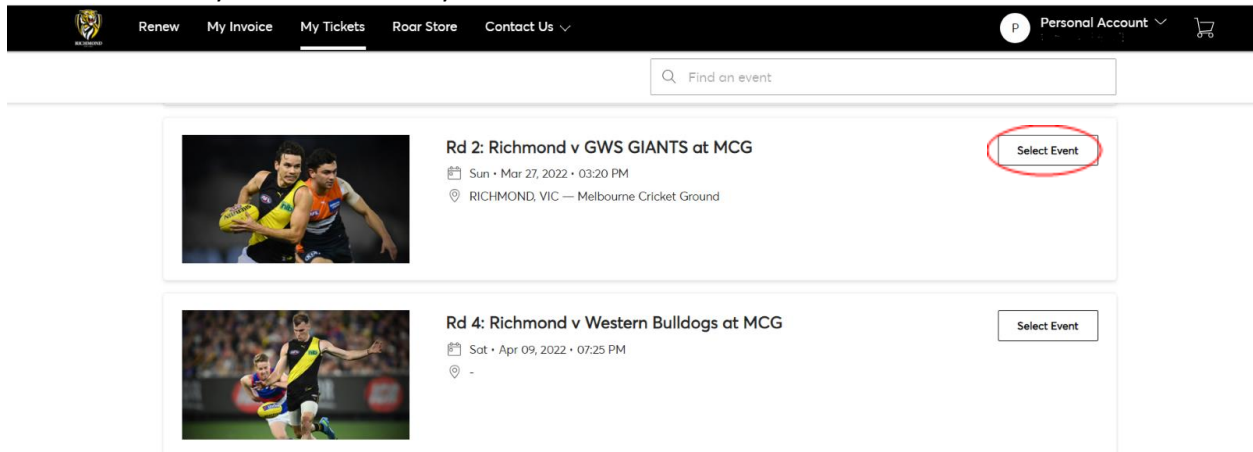 RICHMOND
Renew
My Invoice
My Tickets
Roar Store
Contact Us
P
Personal Account
Find an event
Rd 2: Richmond v GWS GIANTS at MCG
Select Event
Sun • Mar 27, 2022 • 03:20 PM
RICHMOND, VIC — Melbourne Cricket Ground
Rd 4: Richmond v Western Bulldogs at MCG
Select Event
Sat • Apr 09, 2022 • 07:25 PM
-